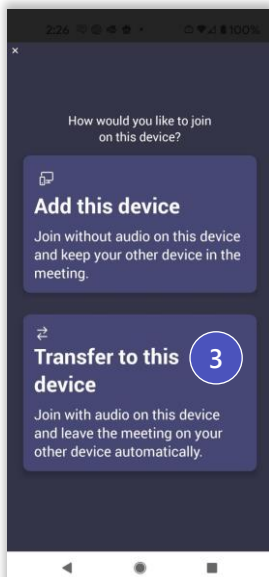 2:26
100%
×
How would you like to join
on this device?
Add this device
Join without audio on this device
and keep your other device in the
meeting.
Transfer to this
device
3
Join with audio on this device
and leave the meeting on your
other device automatically.